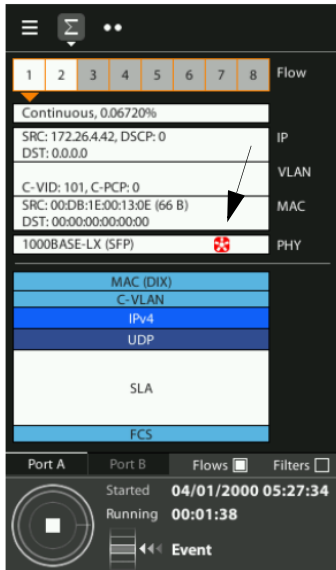 Σ
1 2 3 4 5 6 7 8 Flow
Continuous, 0.06720%
SRC: 172.26.4.42, DSCP: 0 IP
DST: 0.0.0.0
VLAN
C-VID: 101, C-PCP: 0
SRC: 00:DB:1E:00:13:0E (66 B) MAC
DST: 00:00:00:00:00:00
1000BASE-LX (SFP) PHY
MAC (DIX)
C-VLAN
IPv4
UDP
SLA
FCS
Port A Port B Flows Filters
Started 04/01/2000 05:27:34
Running 00:01:38
Event